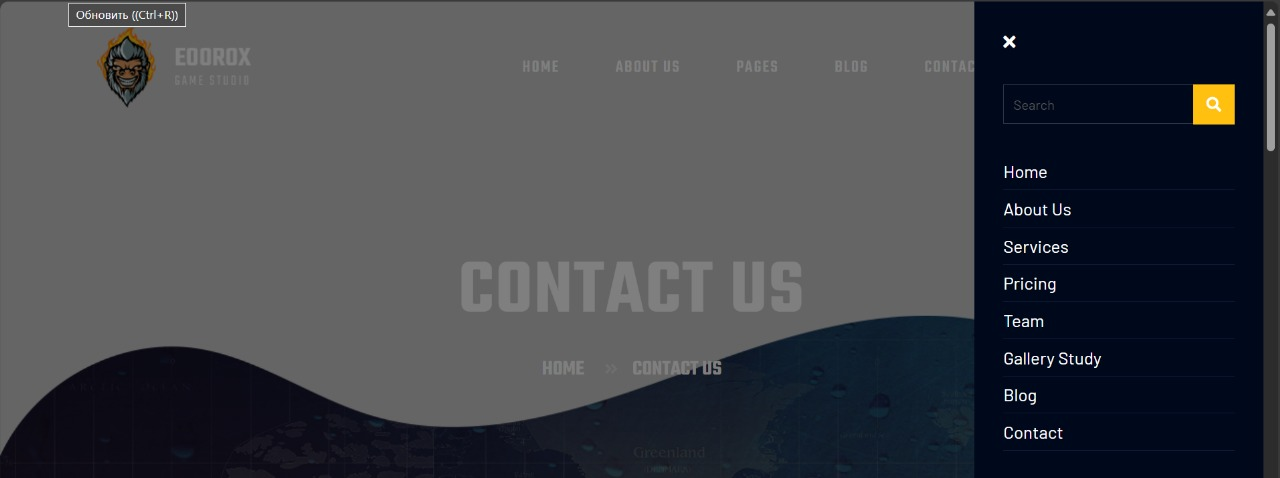 Обновить ((Ctrl+R))
EOOROX
GAME STUDIO
HOME ABOUT US PAGES BLOG CONTAC
Search
Home
About Us
Services
Pricing
Team
Gallery Study
Blog
Contact
CONTACT US
HOME » CONTACT US
Greenland